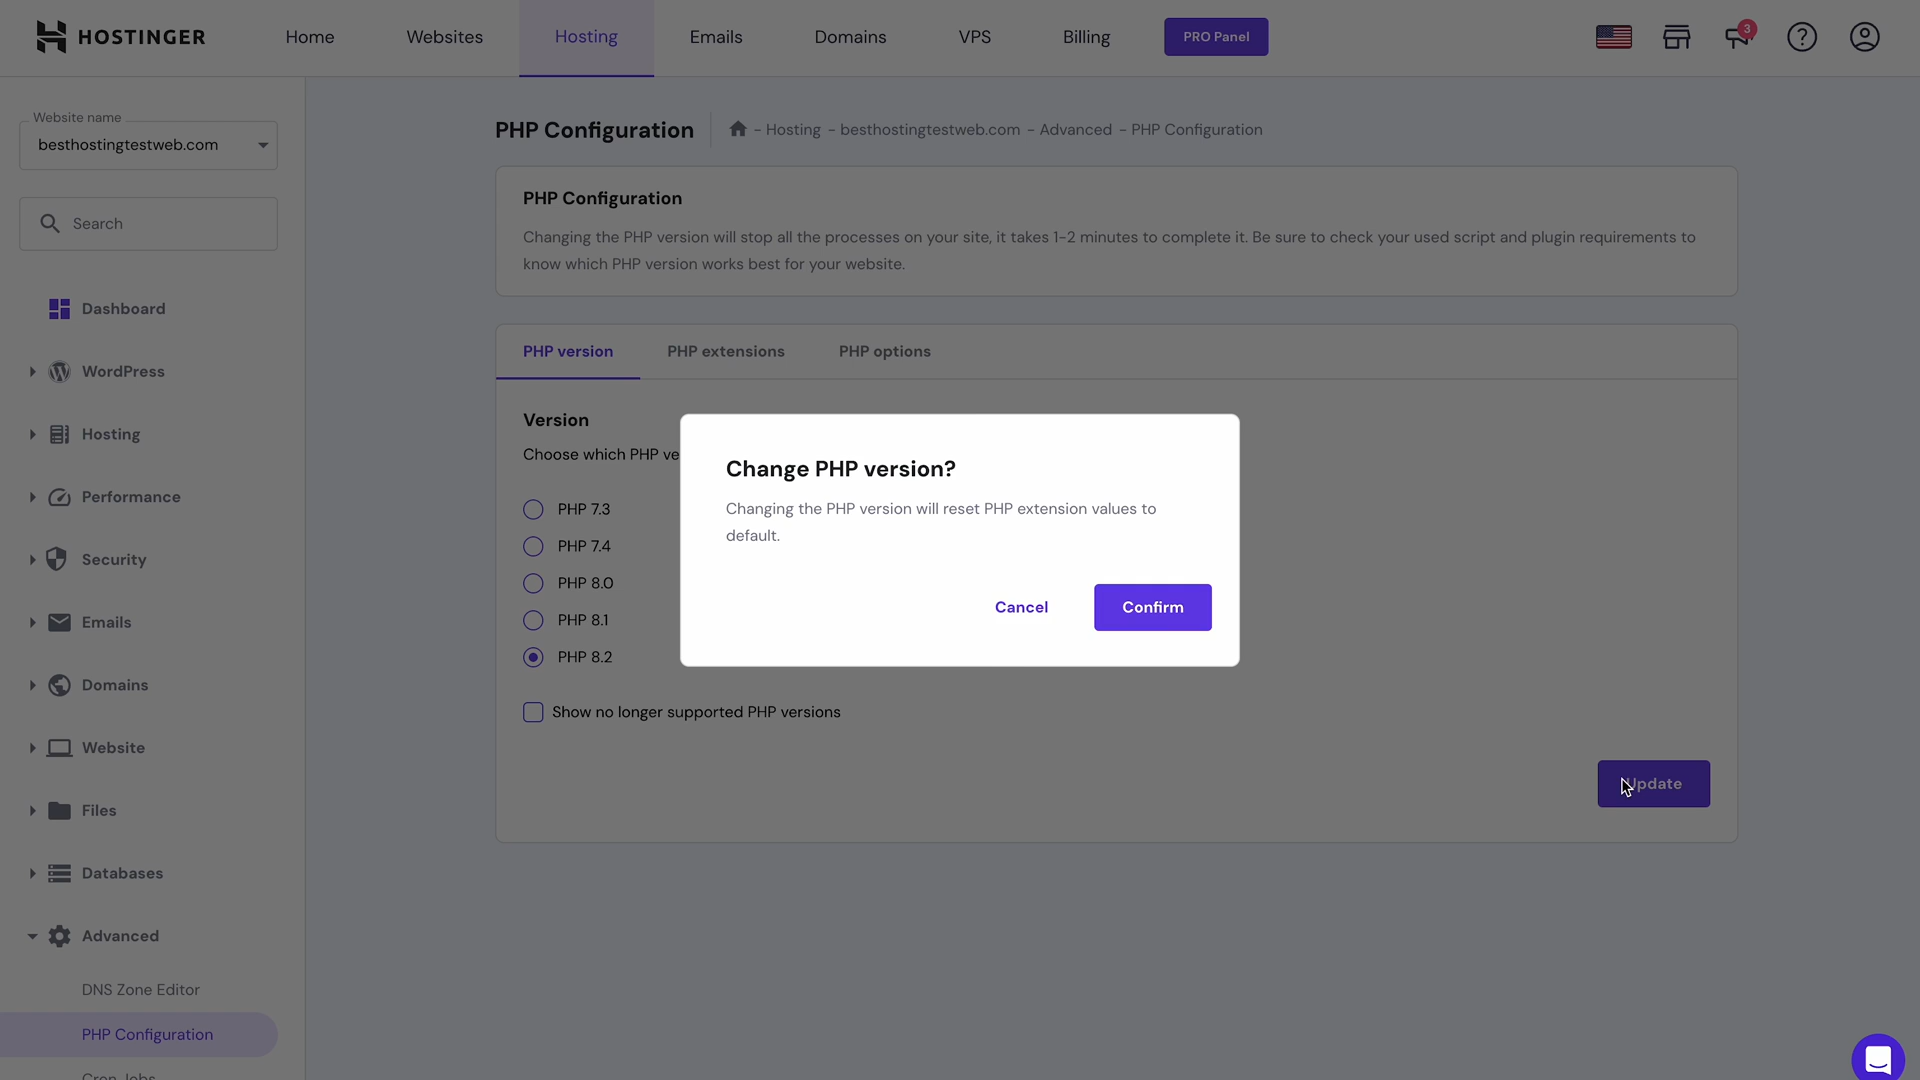 HOSTINGER
Home
Websites
Hosting
Emails
Domains
VPS
Billing
PRO Panel
3
Website name
besthostingtestweb.com
Search
Dashboard
WordPress
Hosting
Performance
Security
Emails
Domains
Website
Files
Databases
Advanced
DNS Zone Editor
PHP Configuration
Cron Jobs
PHP Configuration
- Hosting - besthostingtestweb.com - Advanced - PHP Configuration
PHP Configuration
Changing the PHP version will stop all the processes on your site, it takes 1-2 minutes to complete it. Be sure to check your used script and plugin requirements to
know which PHP version works best for your website.
PHP version
PHP extensions
PHP options
Version
Choose which PHP ve
PHP 7.3
PHP 7.4
PHP 8.0
PHP 8.1
PHP 8.2
Show no longer supported PHP versions
Update
Change PHP version?
Changing the PHP version will reset PHP extension values to
default.
Cancel
Confirm